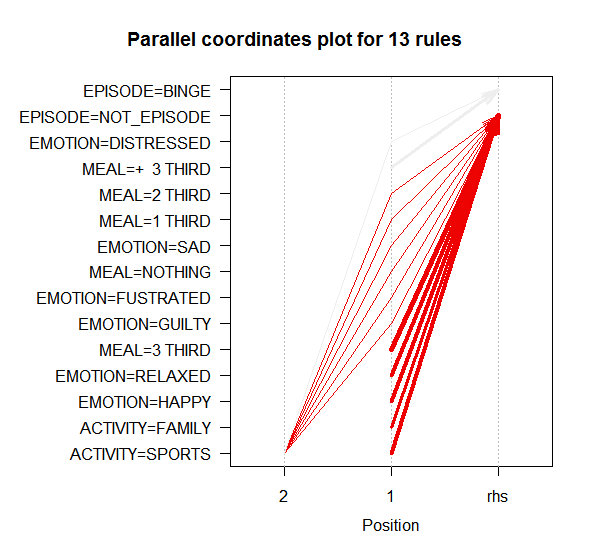 Parallel coordinates plot for 13 rules
EPISODE=BINGE
EPISODE=NOT_EPISODE
EMOTION=DISTRESSED
MEAL=+ 3 THIRD
MEAL=2 THIRD
MEAL=1 THIRD
EMOTION=SAD
MEAL=NOTHING
EMOTION=FUSTRATED
EMOTION=GUILTY
MEAL=3 THIRD
EMOTION=RELAXED
EMOTION=HAPPY
ACTIVITY=FAMILY
ACTIVITY=SPORTS
2 1 rhs
Position